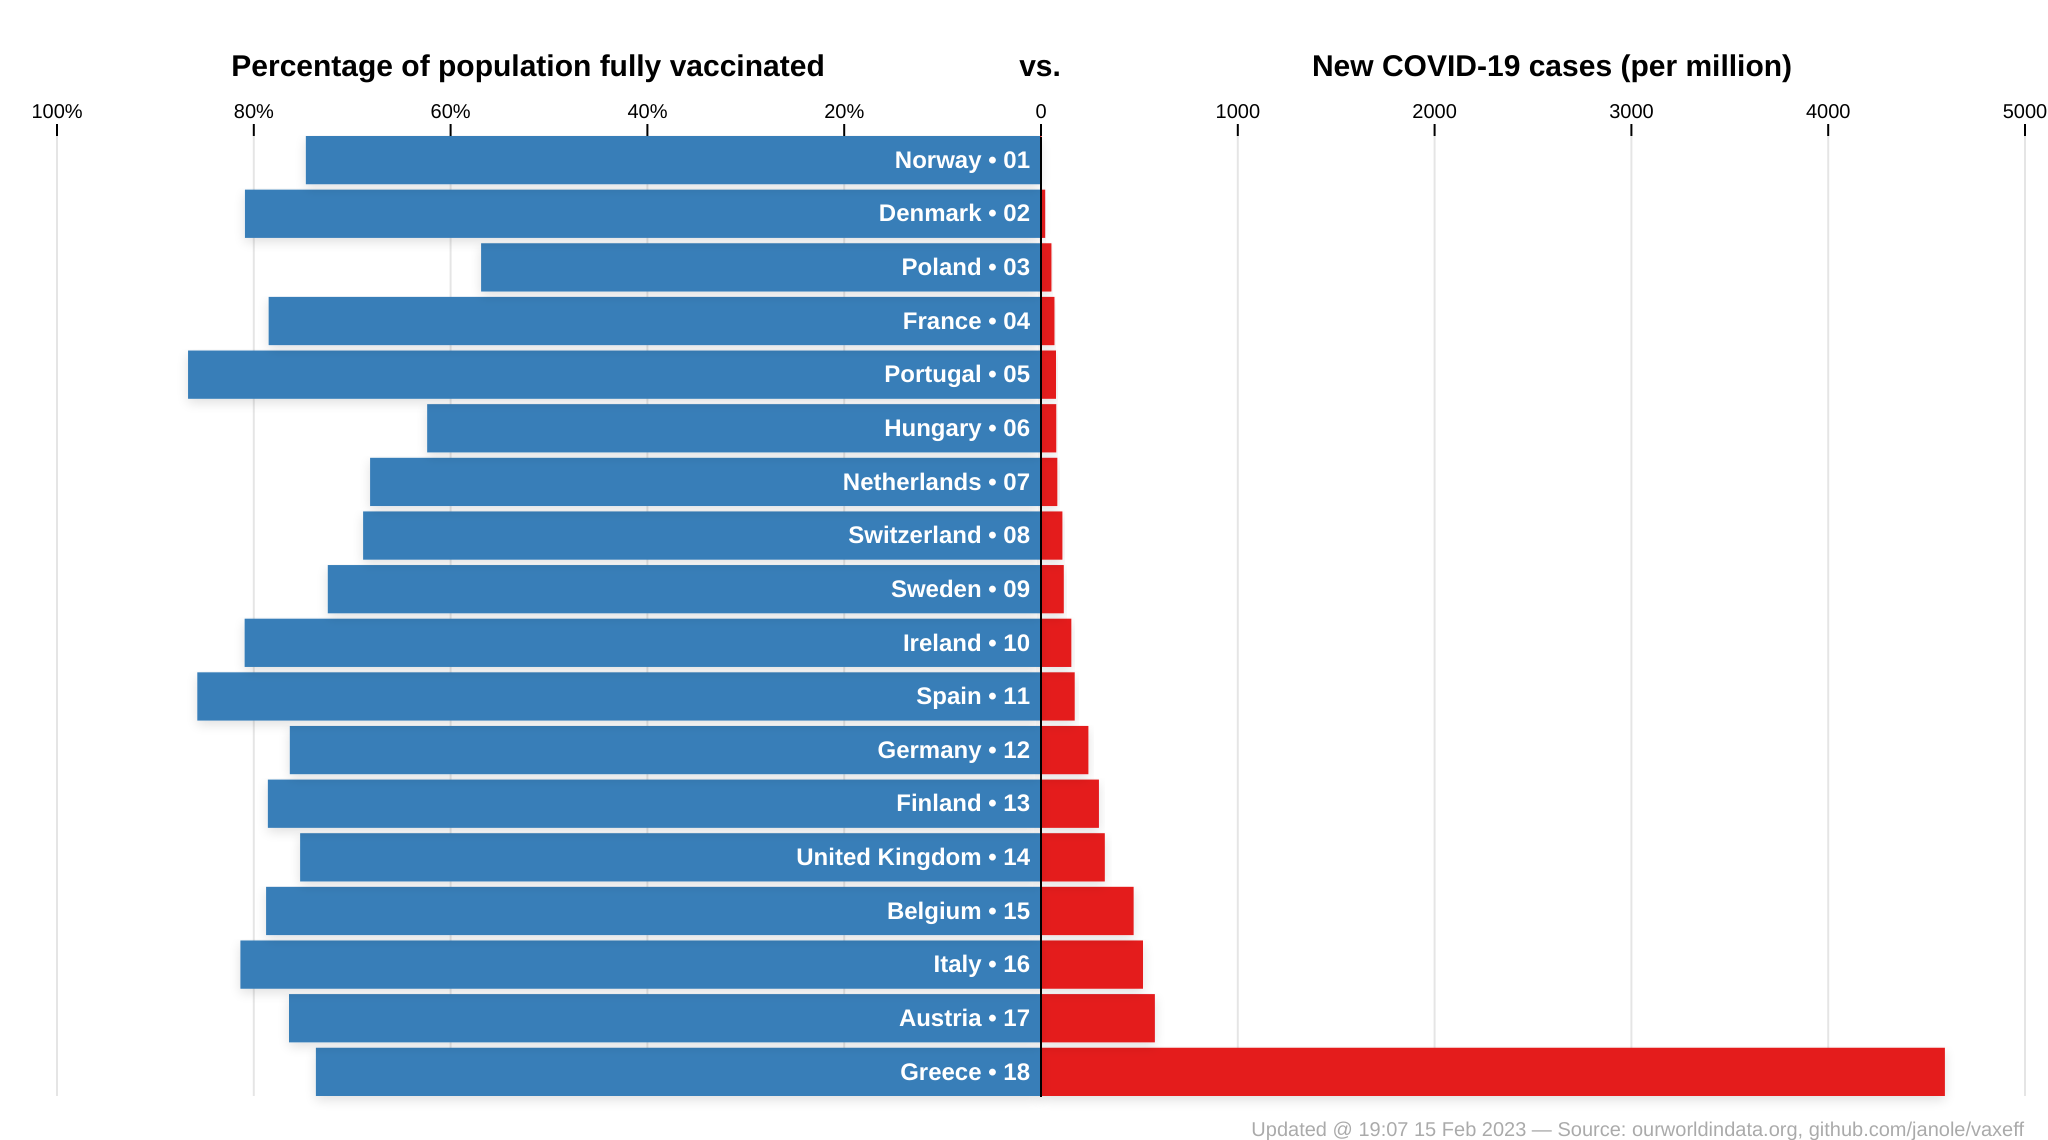 Percentage of population fully vaccinated vs. New COVID-19 cases (per million)
100% 80% 60% 40% 20% 0 1000 2000 3000 4000 5000
Norway • 01
Denmark • 02
Poland • 03
France • 04
Portugal • 05
Hungary • 06
Netherlands • 07
Switzerland • 08
Sweden • 09
Ireland • 10
Spain • 11
Germany • 12
Finland • 13
United Kingdom • 14
Belgium • 15
Italy • 16
Austria • 17
Greece • 18
Updated @ 19:07 15 Feb 2023 — Source: ourworldindata.org, github.com/janole/vaxeff